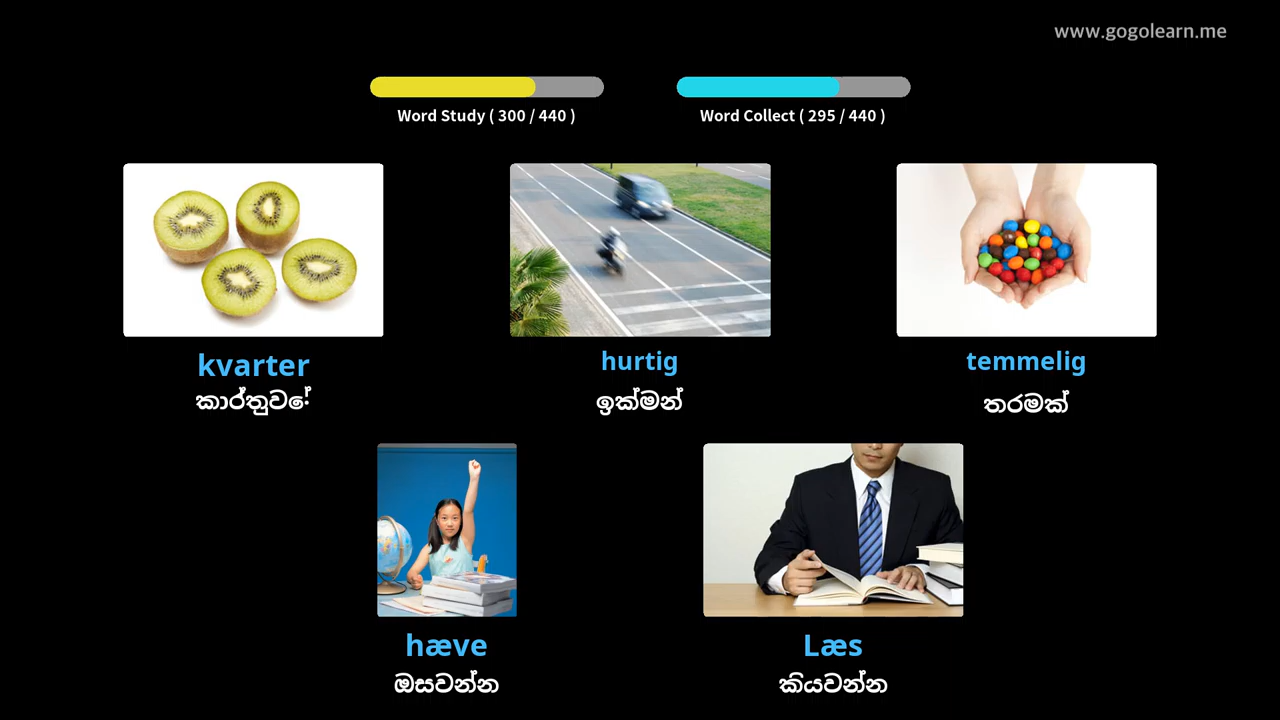 www.gogolearn.me
Word Study ( 300 / 440 )
Word Collect ( 295 / 440 )
kvarter
කාර්තුවේ
hurtig
ඉක්මන්
temmelig
තරමක්
hæve
ඔසවන්න
Læs
කියවන්න